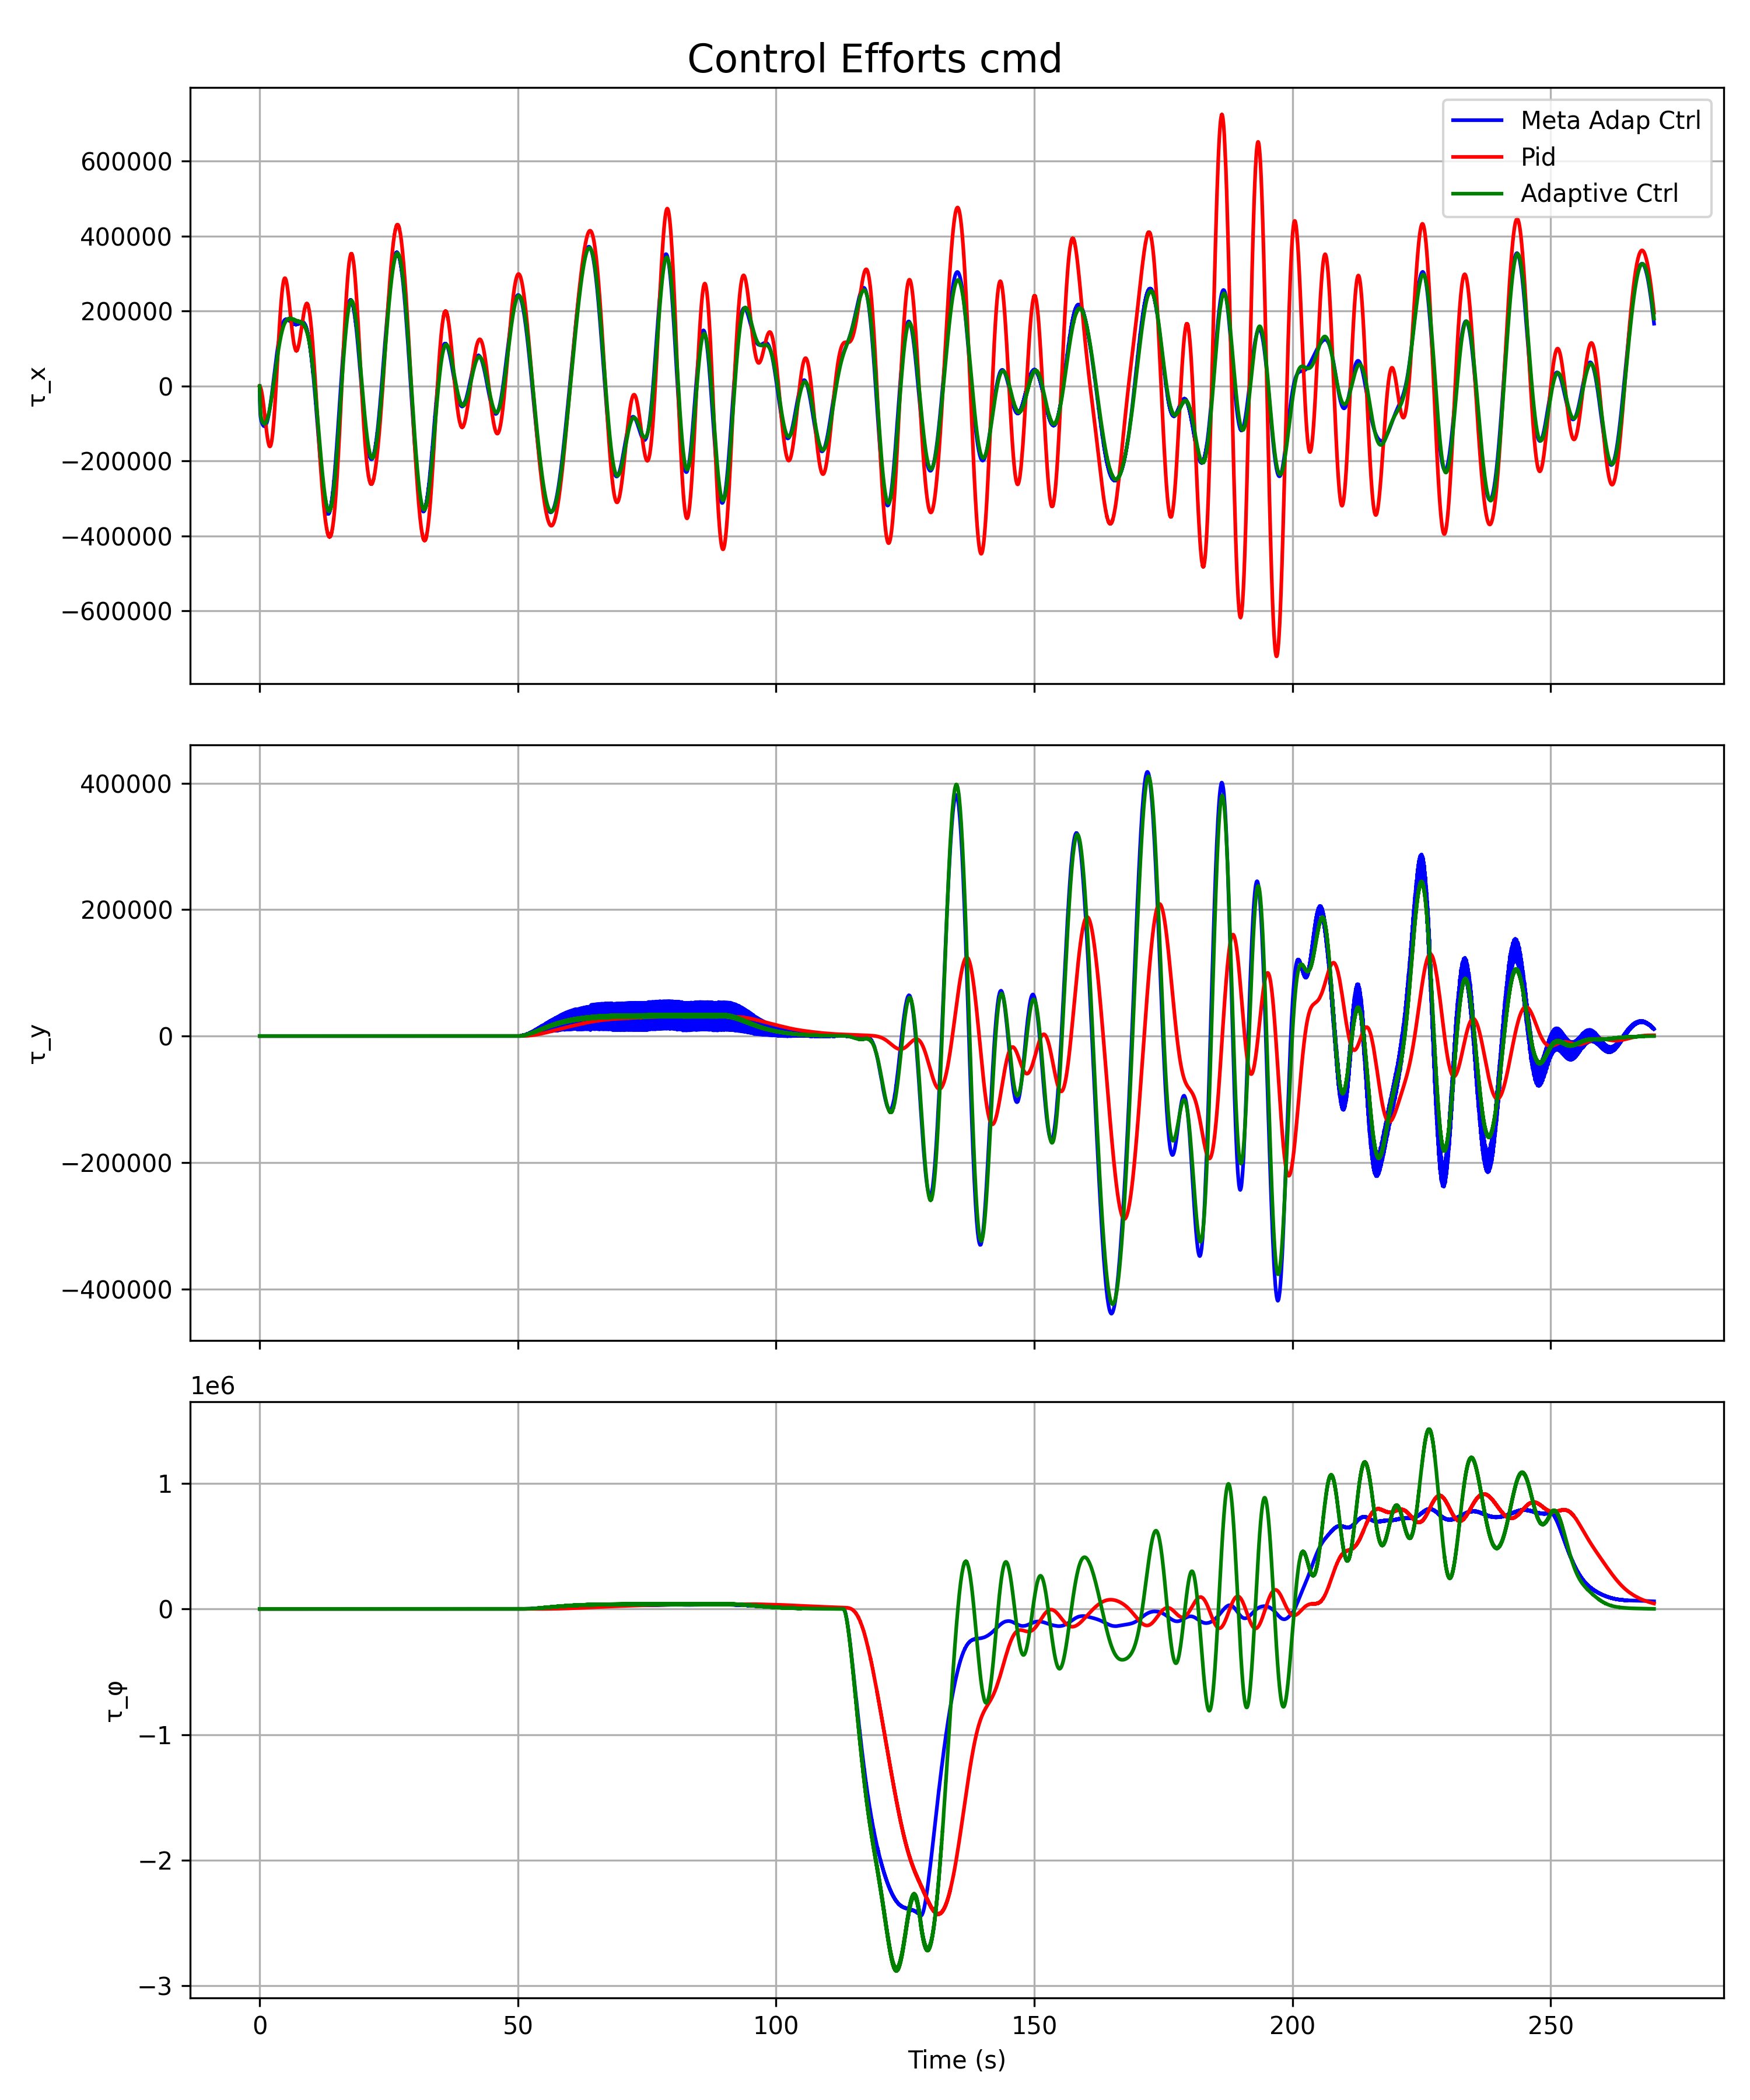 Control Efforts cmd
Meta Adap Ctrl
Pid
Adaptive Ctrl
τ_x
600000
400000
200000
0
−200000
−400000
−600000
τ_y
400000
200000
0
−200000
−400000
1e6
τ_φ
1
0
−1
−2
−3
0 50 100 150 200 250
Time (s)